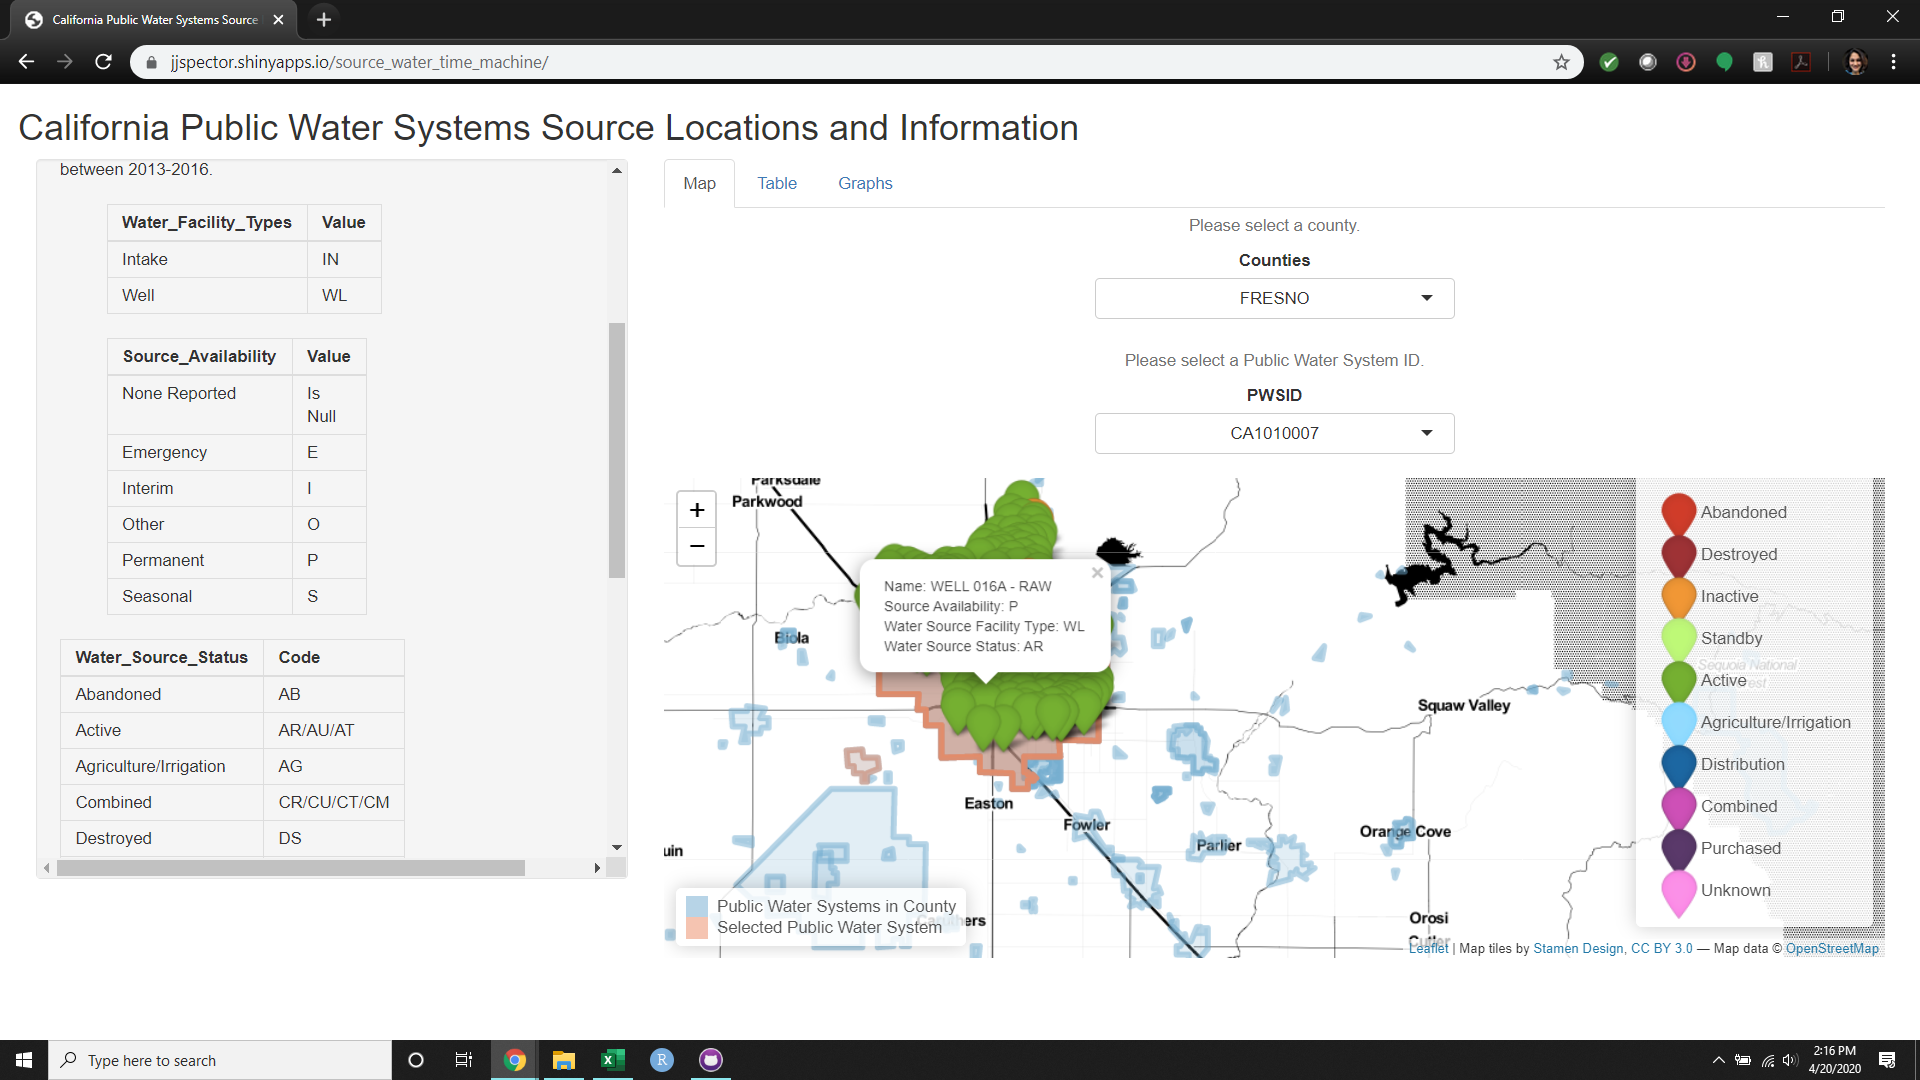 California Public Water Systems Source
jjspector.shinyapps.io/source_water_time_machine/
California Public Water Systems Source Locations and Information
between 2013-2016.
Water_Facility_Types Value
Intake IN
Well WL
Source_Availability Value
None Reported Is Null
Emergency E
Interim I
Other O
Permanent P
Seasonal S
Water_Source_Status Code
Abandoned AB
Active AR/AU/AT
Agriculture/Irrigation AG
Combined CR/CU/CT/CM
Destroyed DS
Map Table Graphs
Please select a county.
Counties
FRESNO
Please select a Public Water System ID.
PWSID
CA1010007
+
−
Parksdale
Parkwood
Name: WELL 016A - RAW
Source Availability: P
Water Source Facility Type: WL
Water Source Status: AR
Biola
Squaw Valley
Easton
Fowler
Parlier
Orange Cove
uin
Orosi
Cutler
Sequoia National
est
Abandoned
Destroyed
Inactive
Standby
Active
Agriculture/Irrigation
Distribution
Combined
Purchased
Unknown
Public Water Systems in County
Selected Public Water System
Caruthers
Leaflet | Map tiles by Stamen Design, CC BY 3.0 — Map data © OpenStreetMap
Type here to search
2:16 PM
4/20/2020